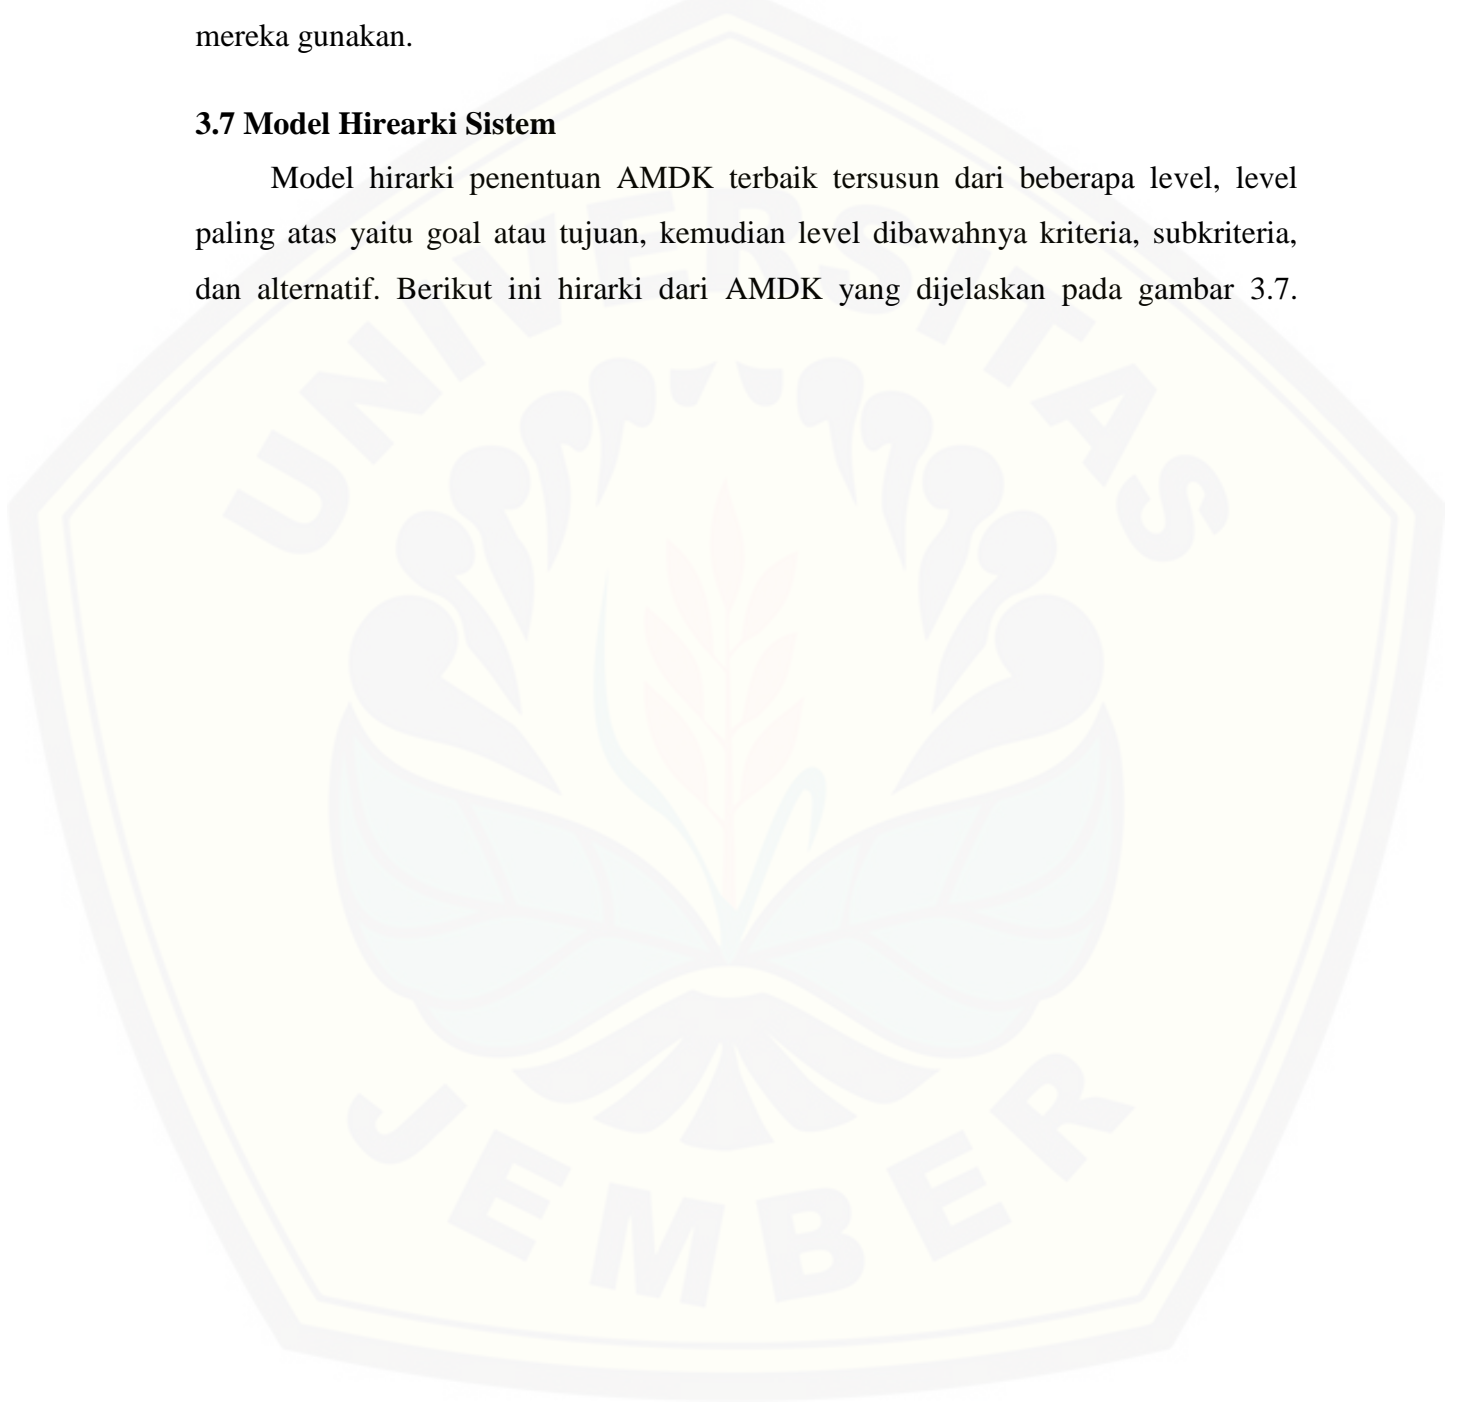 mereka gunakan.
3.7 Model Hirearki Sistem
Model hirarki penentuan AMDK terbaik tersusun dari beberapa level, level
paling atas yaitu goal atau tujuan, kemudian level dibawahnya kriteria, subkriteria,
dan alternatif. Berikut ini hirarki dari AMDK yang dijelaskan pada gambar 3.7.
UNIVERSITAS
JEMBER